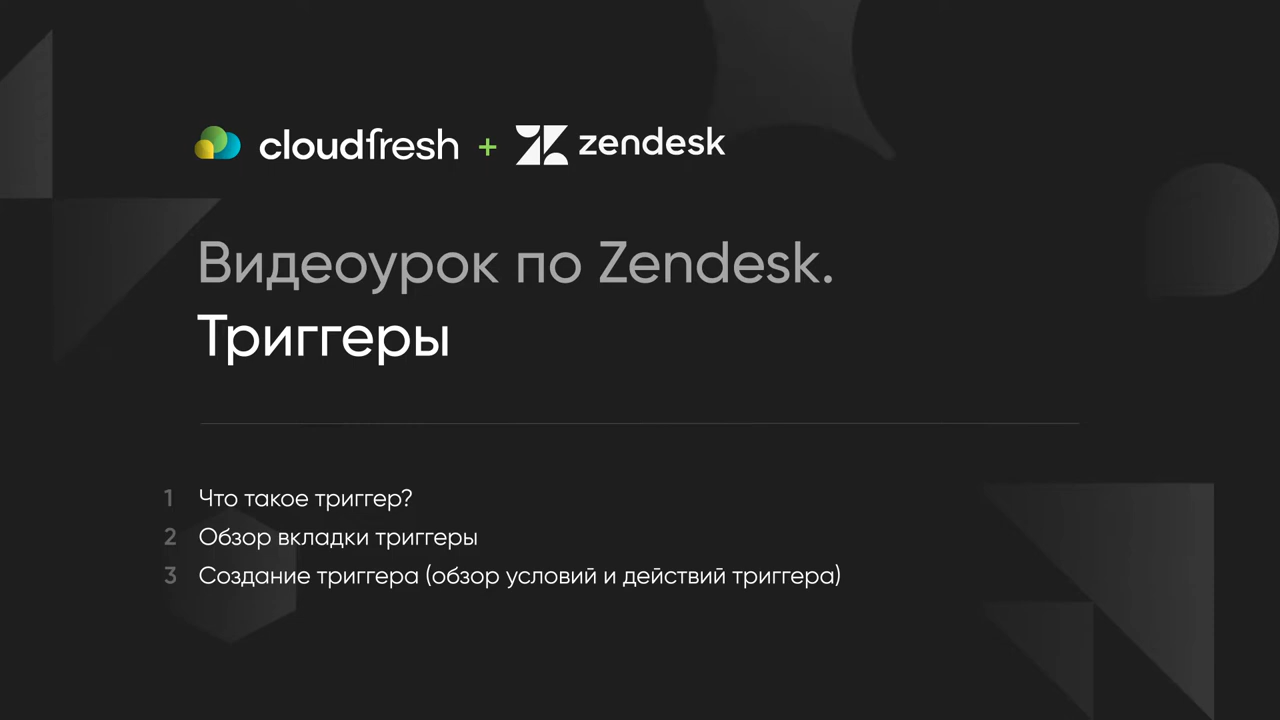 cloudfresh + zendesk
Видеоурок по Zendesk.
Триггеры
1 Что такое триггер?
2 Обзор вкладки триггеры
3 Создание триггера (обзор условий и действий триггера)